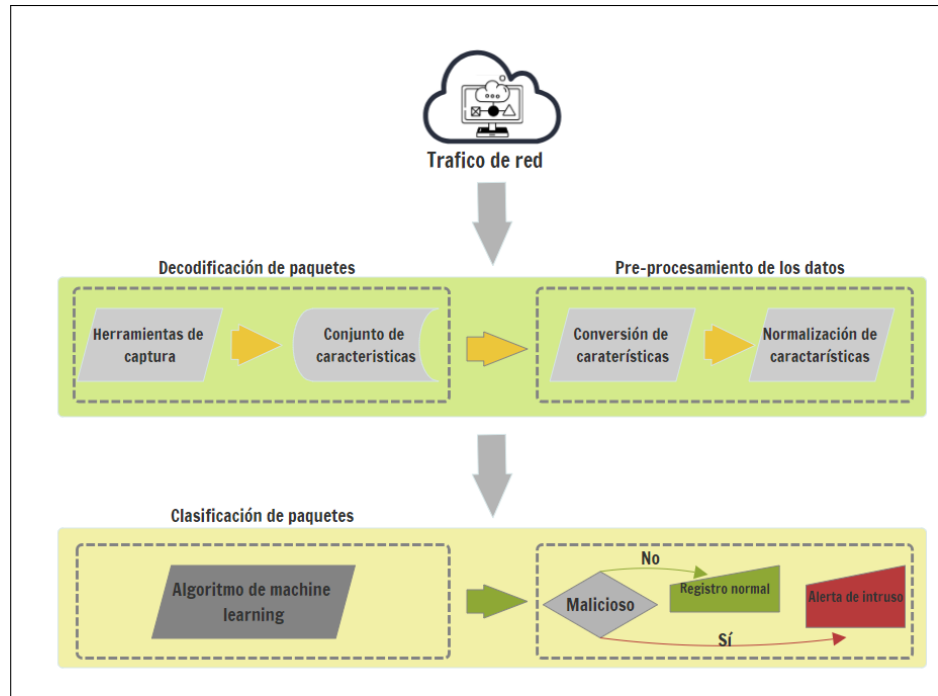 Trafico de red
Decodificación de paquetes
Herramientas de
captura
Conjunto de
caracteristicas
Pre-procesamiento de los datos
Conversión de
caraterísticas
Normalización de
caractarísticas
Clasificación de paquetes
Algoritmo de machine
learning
Malicioso
No
Registro normal
Sí
Alerta de intruso